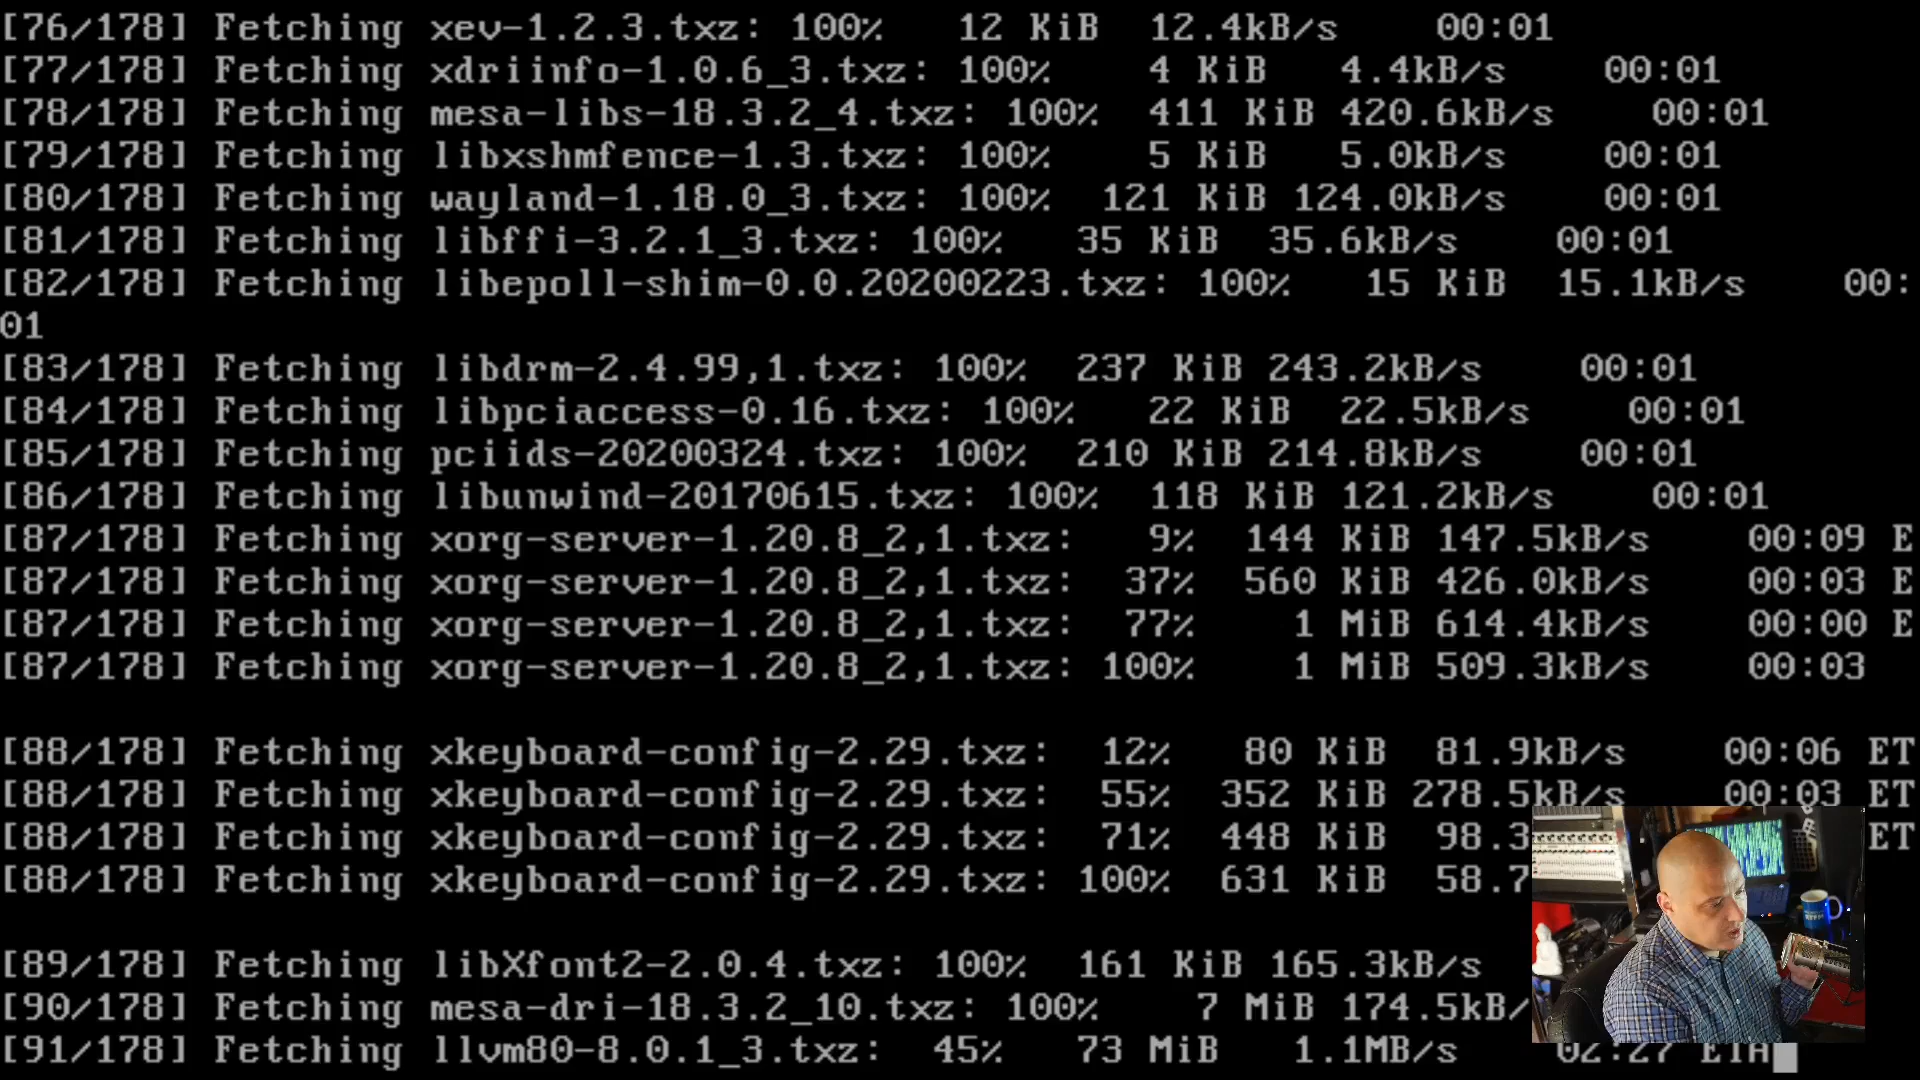 [76/178] Fetching xev-1.2.3.txz: 100% 12 KiB 12.4kB/s 00:01
[77/178] Fetching xdriinfo-1.0.6_3.txz: 100% 4 KiB 4.4kB/s 00:01
[78/178] Fetching mesa-libs-18.3.2_4.txz: 100% 411 KiB 420.6kB/s 00:01
[79/178] Fetching libxshmfence-1.3.txz: 100% 5 KiB 5.0kB/s 00:01
[80/178] Fetching wayland-1.18.0_3.txz: 100% 121 KiB 124.0kB/s 00:01
[81/178] Fetching libffi-3.2.1_3.txz: 100% 35 KiB 35.6kB/s 00:01
[82/178] Fetching libepoll-shim-0.0.20200223.txz: 100% 15 KiB 15.1kB/s 00:
01
[83/178] Fetching libdrm-2.4.99,1.txz: 100% 237 KiB 243.2kB/s 00:01
[84/178] Fetching libpciaccess-0.16.txz: 100% 22 KiB 22.5kB/s 00:01
[85/178] Fetching pciids-20200324.txz: 100% 210 KiB 214.8kB/s 00:01
[86/178] Fetching libunwind-20170615.txz: 100% 118 KiB 121.2kB/s 00:01
[87/178] Fetching xorg-server-1.20.8_2,1.txz: 9% 144 KiB 147.5kB/s 00:09 E
[87/178] Fetching xorg-server-1.20.8_2,1.txz: 37% 560 KiB 426.0kB/s 00:03 E
[87/178] Fetching xorg-server-1.20.8_2,1.txz: 77% 1 MiB 614.4kB/s 00:00 E
[87/178] Fetching xorg-server-1.20.8_2,1.txz: 100% 1 MiB 509.3kB/s 00:03
[88/178] Fetching xkeyboard-config-2.29.txz: 12% 80 KiB 81.9kB/s 00:06 ET
[88/178] Fetching xkeyboard-config-2.29.txz: 55% 352 KiB 278.5kB/s 00:03 ET
[88/178] Fetching xkeyboard-config-2.29.txz: 71% 448 KiB 98.3 ET
[88/178] Fetching xkeyboard-config-2.29.txz: 100% 631 KiB 58.7
[89/178] Fetching libXfont2-2.0.4.txz: 100% 161 KiB 165.3kB/s
[90/178] Fetching mesa-dri-18.3.2_10.txz: 100% 7 MiB 174.5kB/
[91/178] Fetching llvm80-8.0.1_3.txz: 45% 73 MiB 1.1MB/s 02:27 ETA